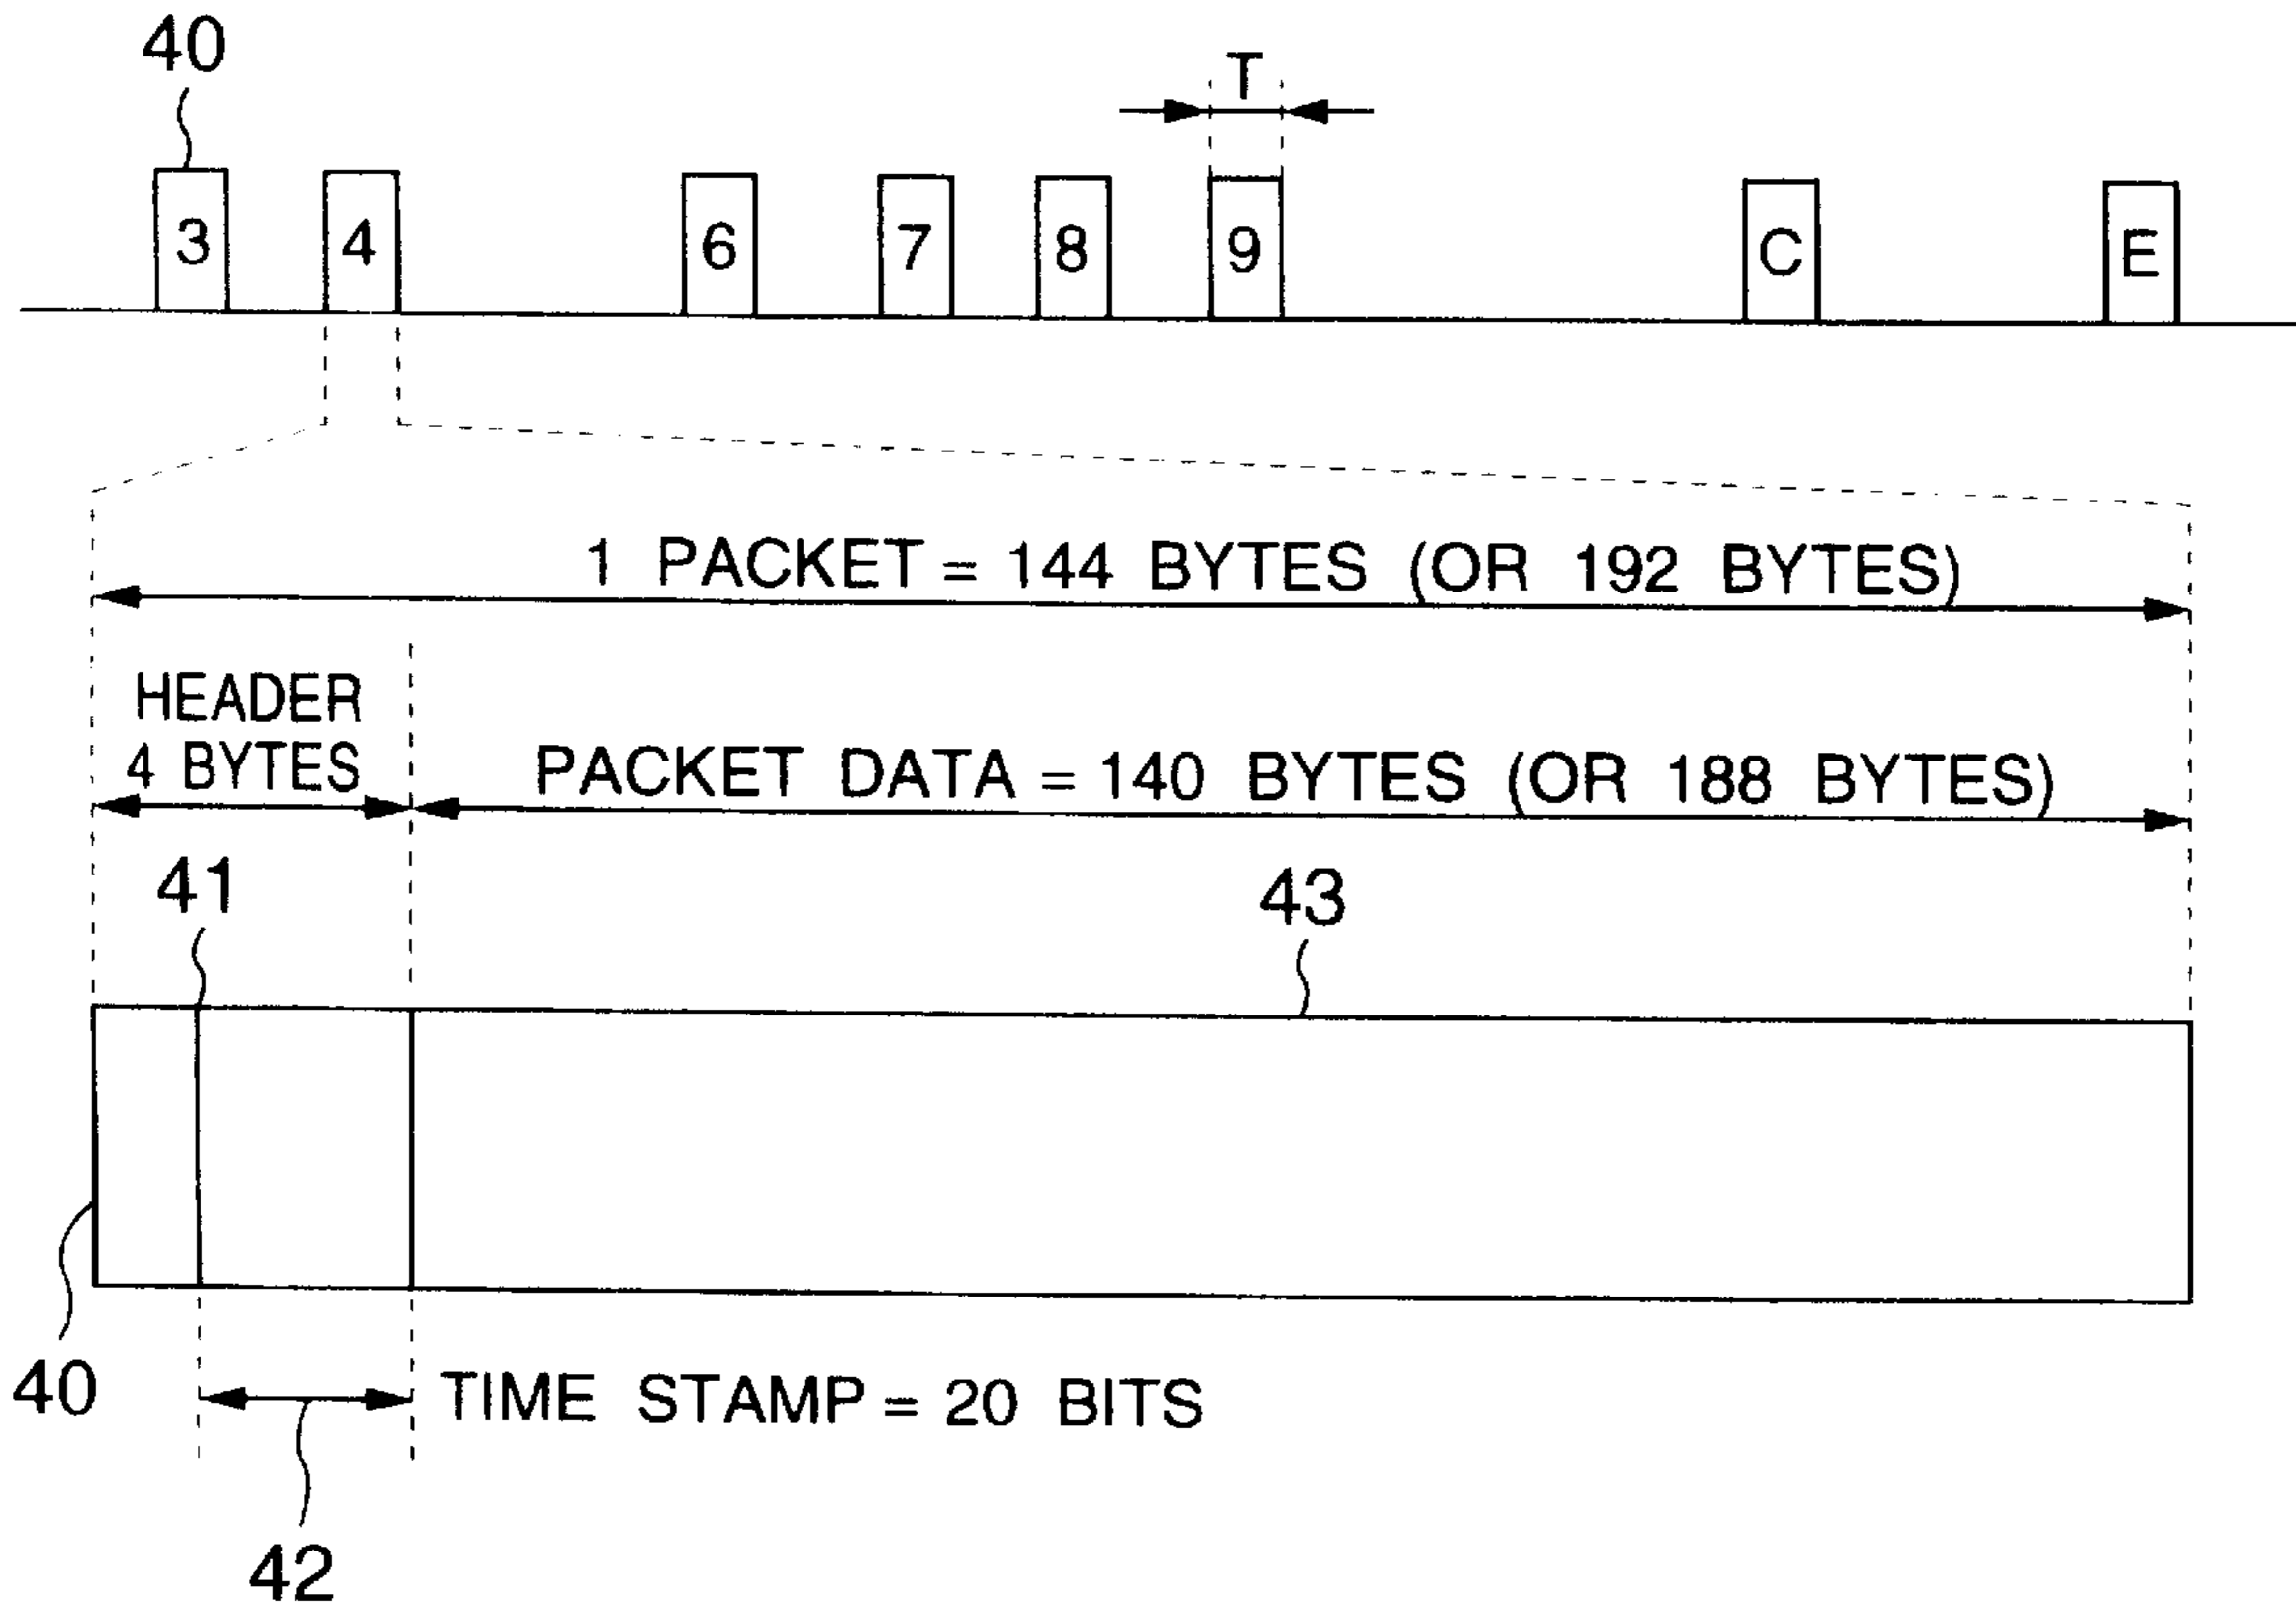 40
T
3 4 6 7 8 9 C E
1 PACKET = 144 BYTES (OR 192 BYTES)
HEADER
4 BYTES
PACKET DATA = 140 BYTES (OR 188 BYTES)
41
43
40
TIME STAMP = 20 BITS
42